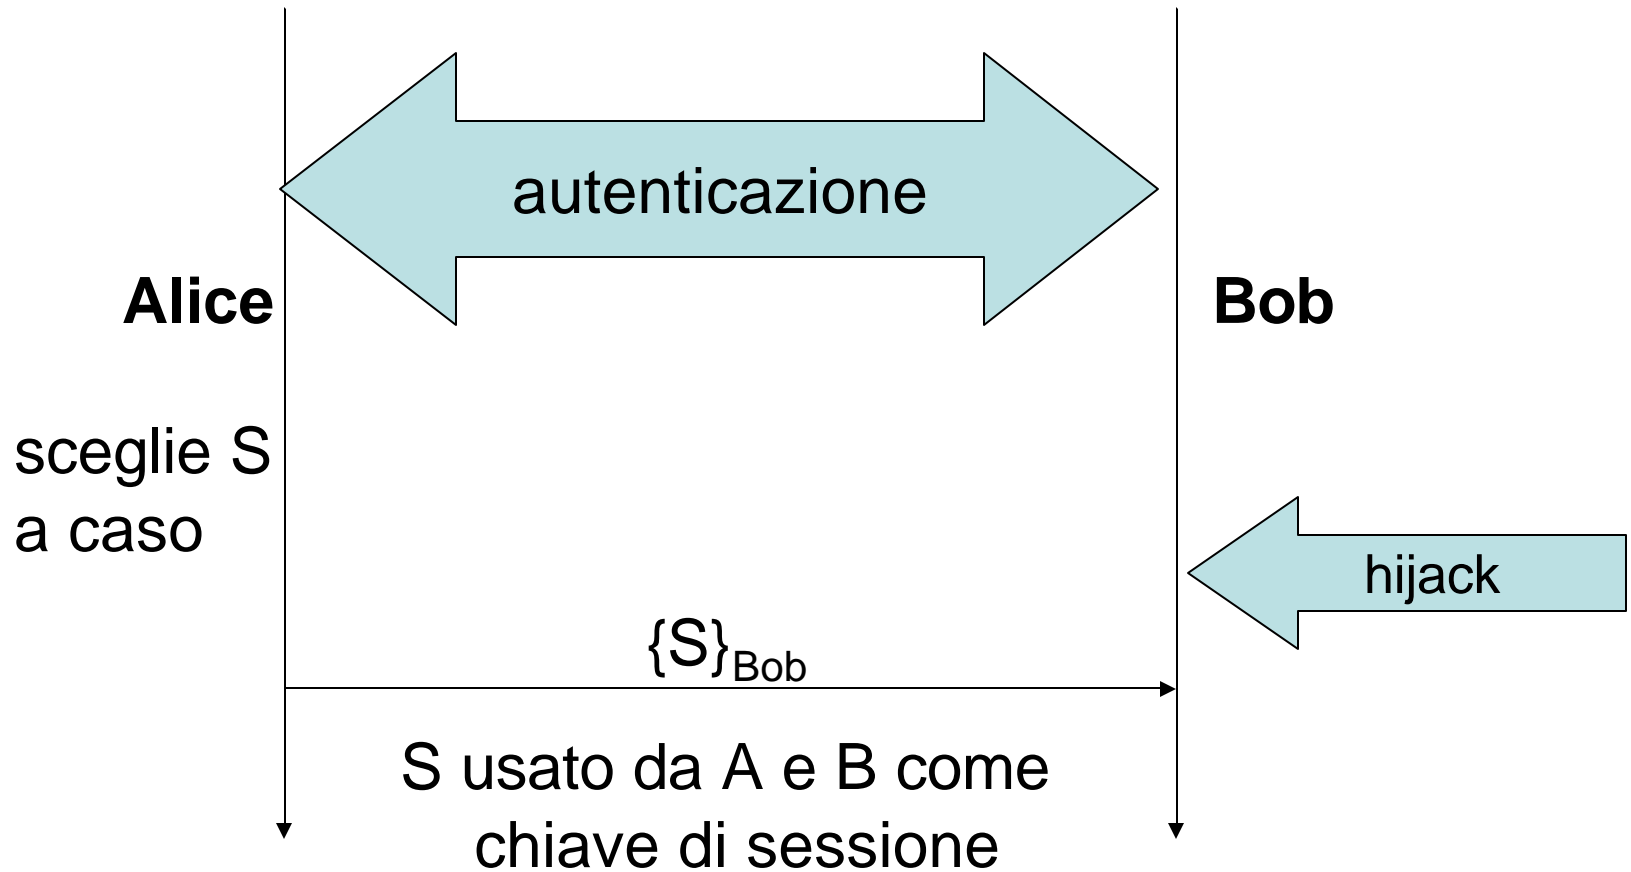 autenticazione
Alice
Bob
sceglie S
a caso
hijack
{S}Bob
S usato da A e B come
chiave di sessione